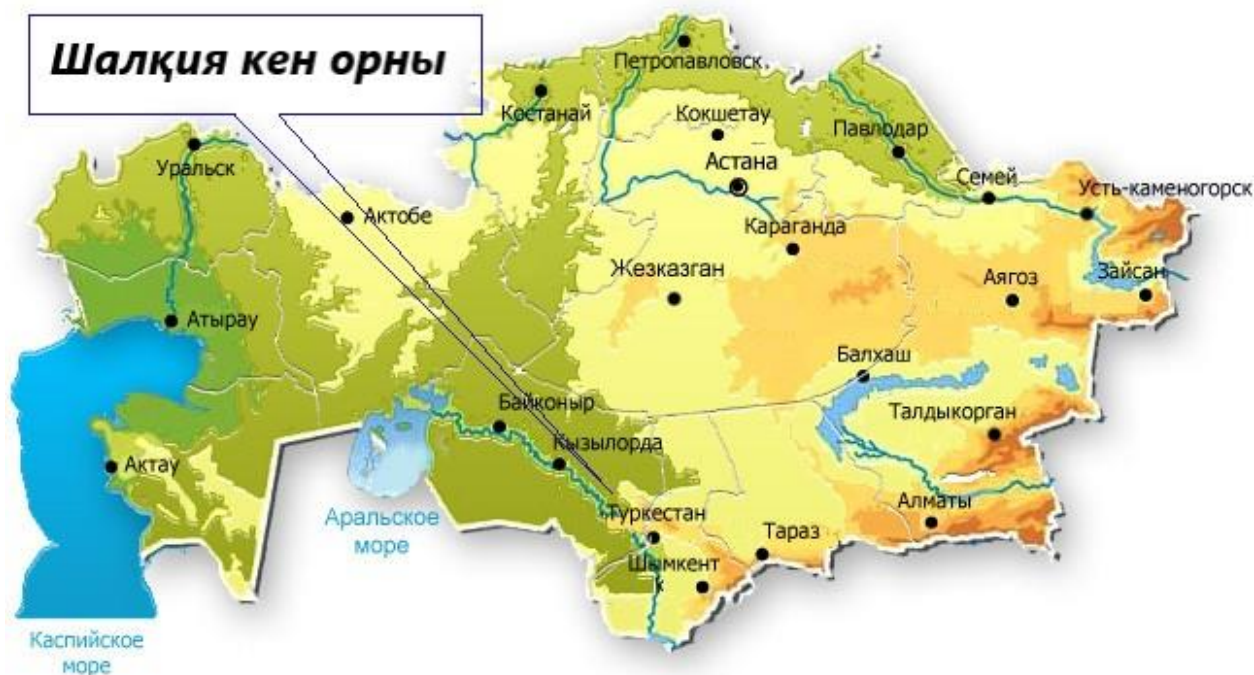 Шалқия кен орны
Петропавловск
Костанай
Кокшетау
Павлодар
Уральск
Астана
Семей
Усть-каменогорск
Актобе
Караганда
Жезказган
Аягоз
Зайсан
Атырау
Балхаш
Байконыр
Талдыкорган
Кызылорда
Актау
Алматы
Аральское
море
Туркестан
Тараз
Шымкент
к
Каспийское
море